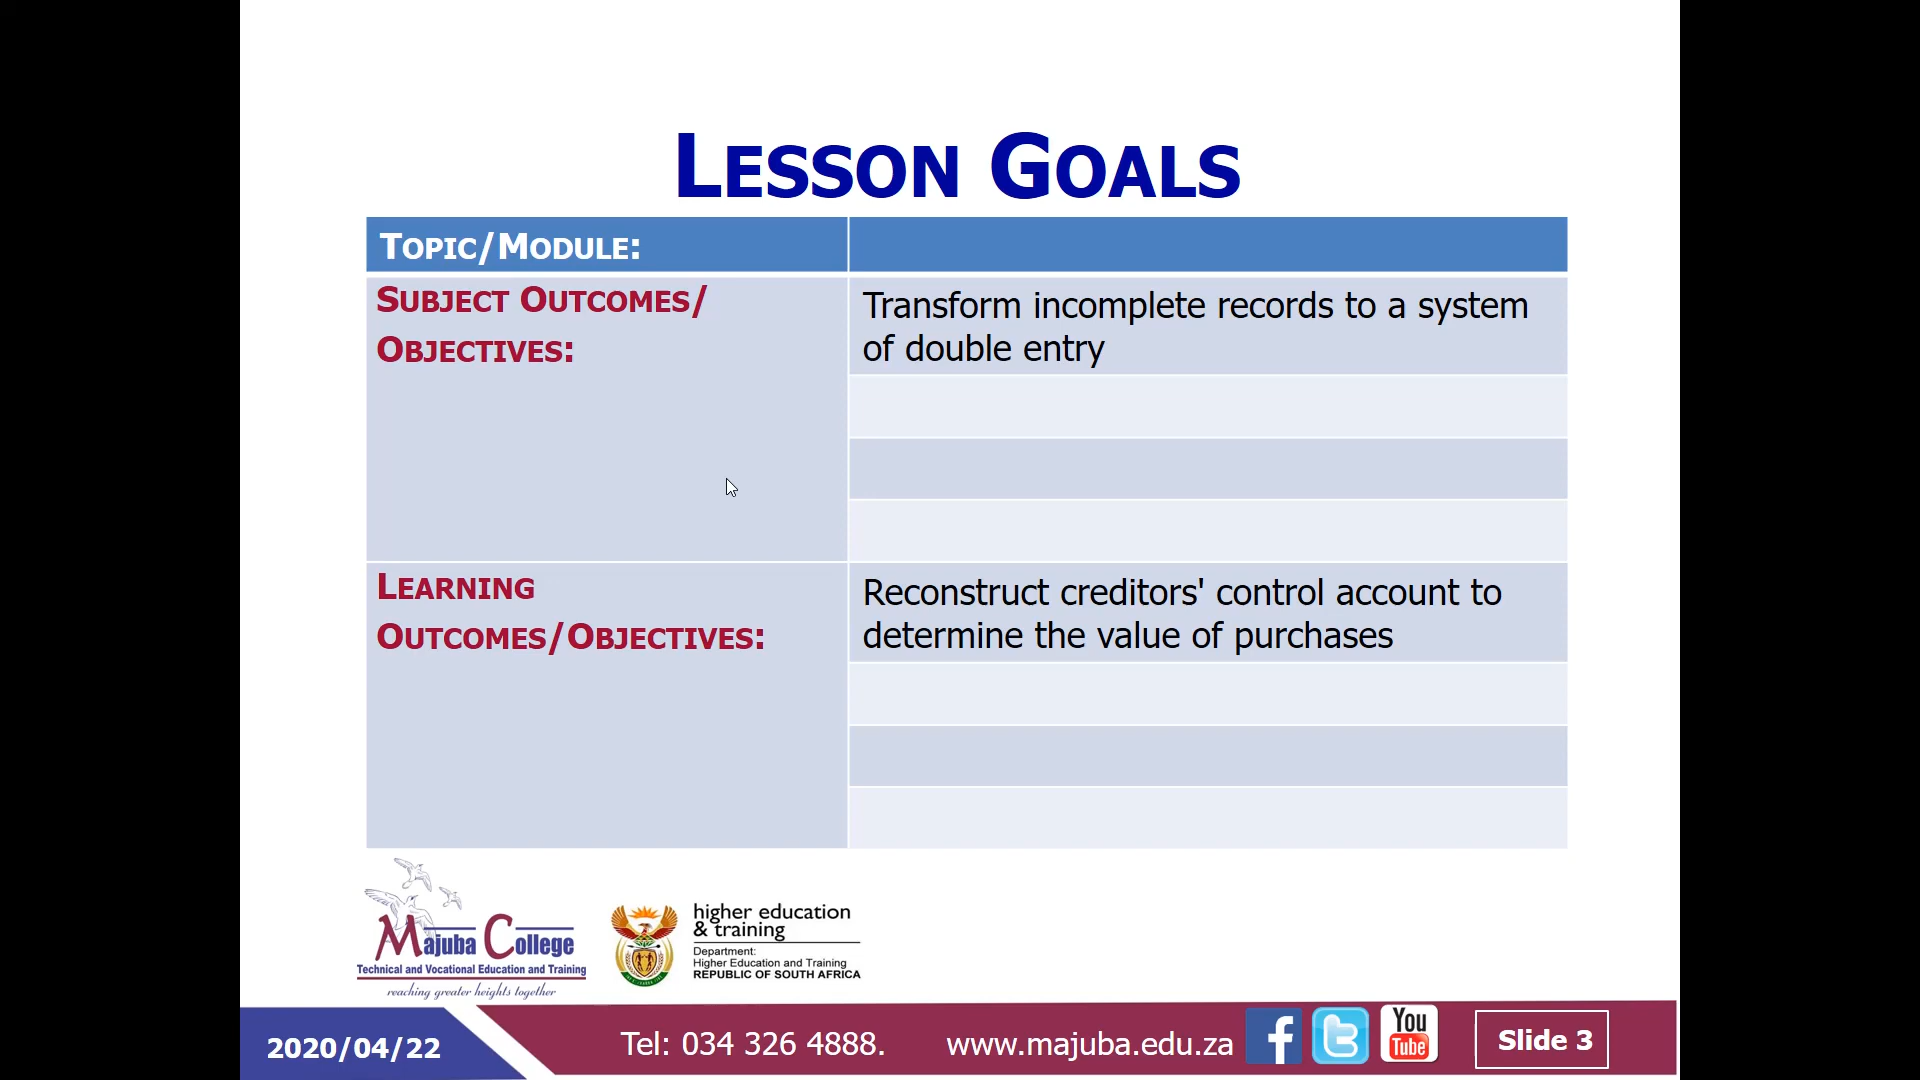 LESSON GOALS
TOPIC/MODULE:
SUBJECT OUTCOMES/
OBJECTIVES:
Transform incomplete records to a system
of double entry
LEARNING
OUTCOMES/OBJECTIVES:
Reconstruct creditors' control account to
determine the value of purchases
Majuba College
Technical and Vocational Education and Training
reaching greater heights together
higher education
& training
Department:
Higher Education and Training
REPUBLIC OF SOUTH AFRICA
2020/04/22
Tel: 034 326 4888.
www.majuba.edu.za
f
t
You
Tube
Slide 3